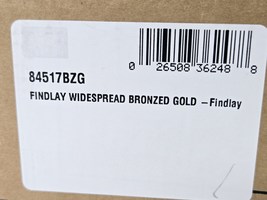 84517BZG
0 26508 36248 8
FINDLAY WIDESPREAD BRONZED GOLD –Findlay